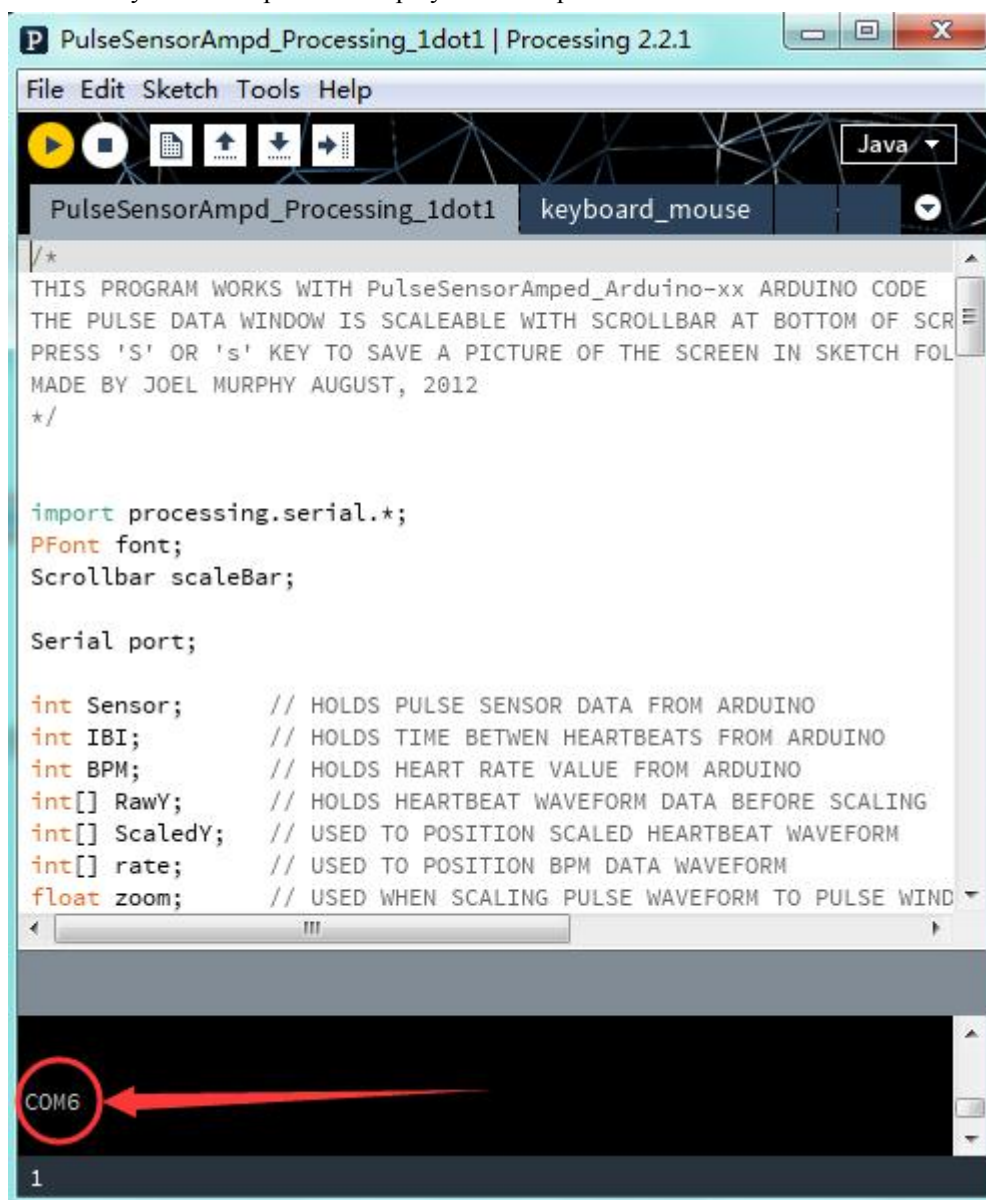 PulseSensorAmpd_Processing_1dot1 | Processing 2.2.1
File Edit Sketch Tools Help
Java
PulseSensorAmpd_Processing_1dot1 keyboard_mouse
/*
THIS PROGRAM WORKS WITH PulseSensorAmped_Arduino-xx ARDUINO CODE
THE PULSE DATA WINDOW IS SCALEABLE WITH SCROLLBAR AT BOTTOM OF SCR
PRESS 'S' OR 's' KEY TO SAVE A PICTURE OF THE SCREEN IN SKETCH FOL
MADE BY JOEL MURPHY AUGUST, 2012
*/
import processing.serial.*;
PFont font;
Scrollbar scaleBar;
Serial port;
int Sensor; // HOLDS PULSE SENSOR DATA FROM ARDUINO
int IBI; // HOLDS TIME BETWEN HEARTBEATS FROM ARDUINO
int BPM; // HOLDS HEART RATE VALUE FROM ARDUINO
int[] RawY; // HOLDS HEARTBEAT WAVEFORM DATA BEFORE SCALING
int[] ScaledY; // USED TO POSITION SCALED HEARTBEAT WAVEFORM
int[] rate; // USED TO POSITION BPM DATA WAVEFORM
float zoom; // USED WHEN SCALING PULSE WAVEFORM TO PULSE WIND
COM6
1